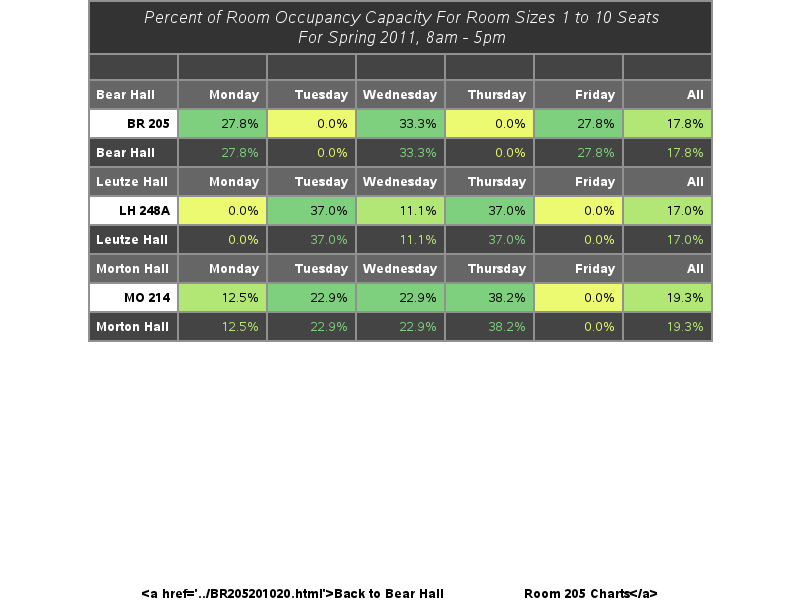 Percent of Room Occupancy Capacity For Room Sizes 1 to 10 Seats
For Spring 2011, 8am - 5pm
Bear Hall Monday Tuesday Wednesday Thursday Friday All
BR 205 27.8% 0.0% 33.3% 0.0% 27.8% 17.8%
Bear Hall 27.8% 0.0% 33.3% 0.0% 27.8% 17.8%
Leutze Hall Monday Tuesday Wednesday Thursday Friday All
LH 248A 0.0% 37.0% 11.1% 37.0% 0.0% 17.0%
Leutze Hall 0.0% 37.0% 11.1% 37.0% 0.0% 17.0%
Morton Hall Monday Tuesday Wednesday Thursday Friday All
MO 214 12.5% 22.9% 22.9% 38.2% 0.0% 19.3%
Morton Hall 12.5% 22.9% 22.9% 38.2% 0.0% 19.3%
<a href='../BR205201020.html'>Back to Bear Hall Room 205 Charts</a>